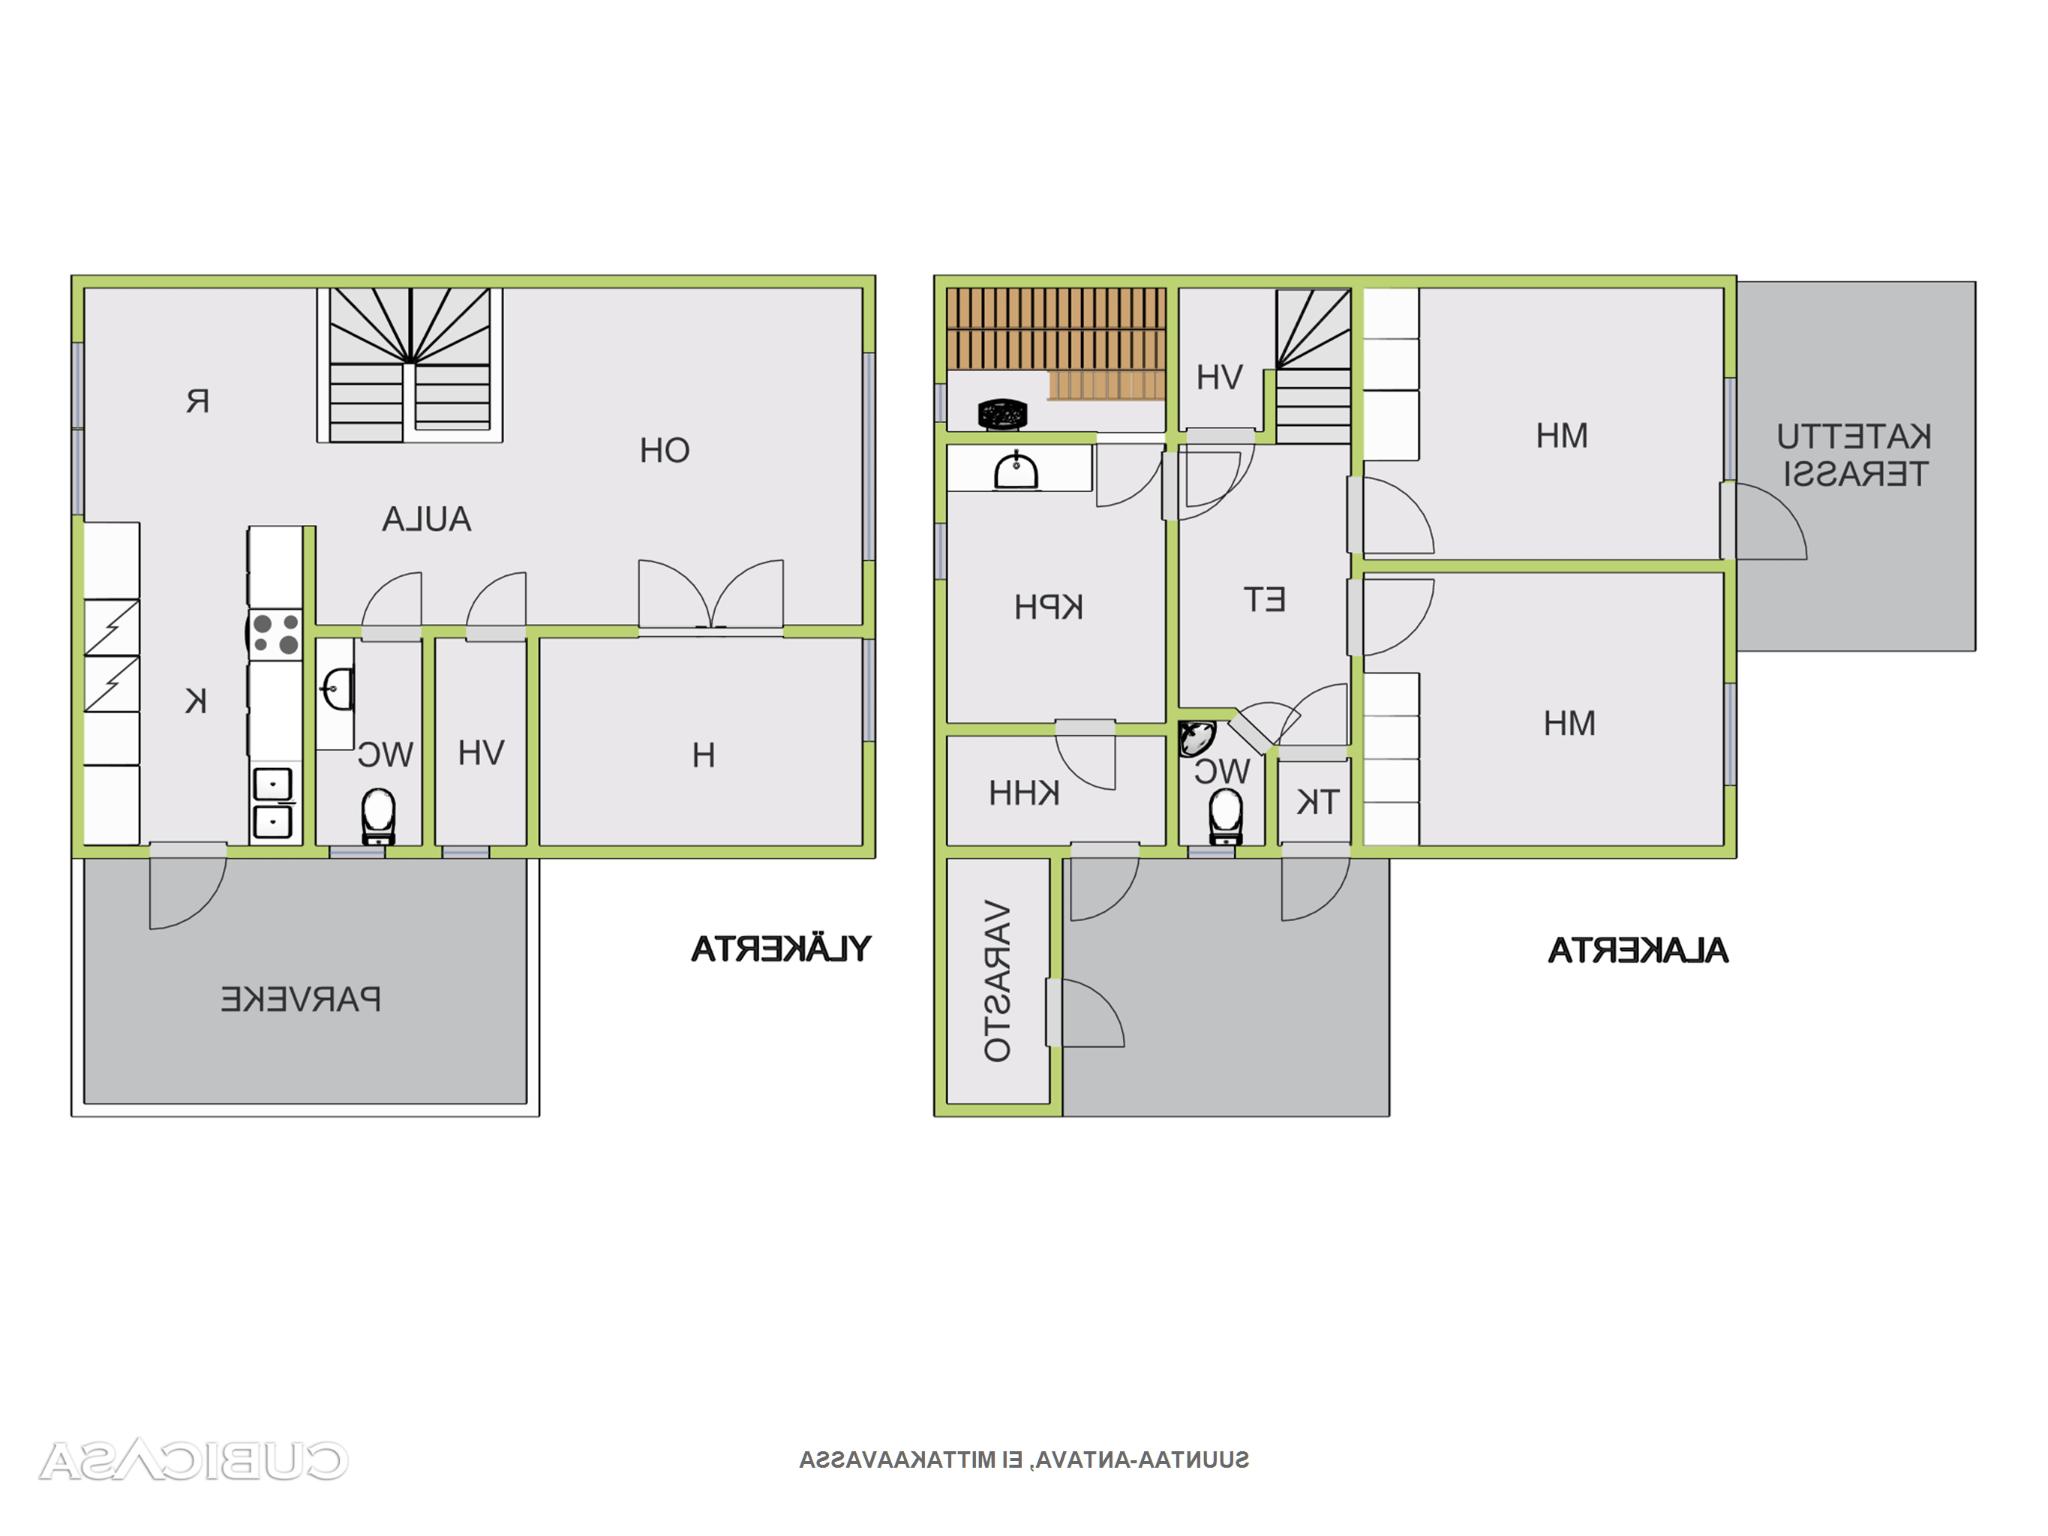 R
OH
AULA
K
WC
VH
H
YLÄKERTA
PARVEKE
VH
MH
KATETTU
TERASSI
KPH
ET
MH
KHH
WC
TK
VARASTO
ALAKERTA
SUUNTAA-ANTAVA, EI MITTAKAAVASSA
CUBICASA